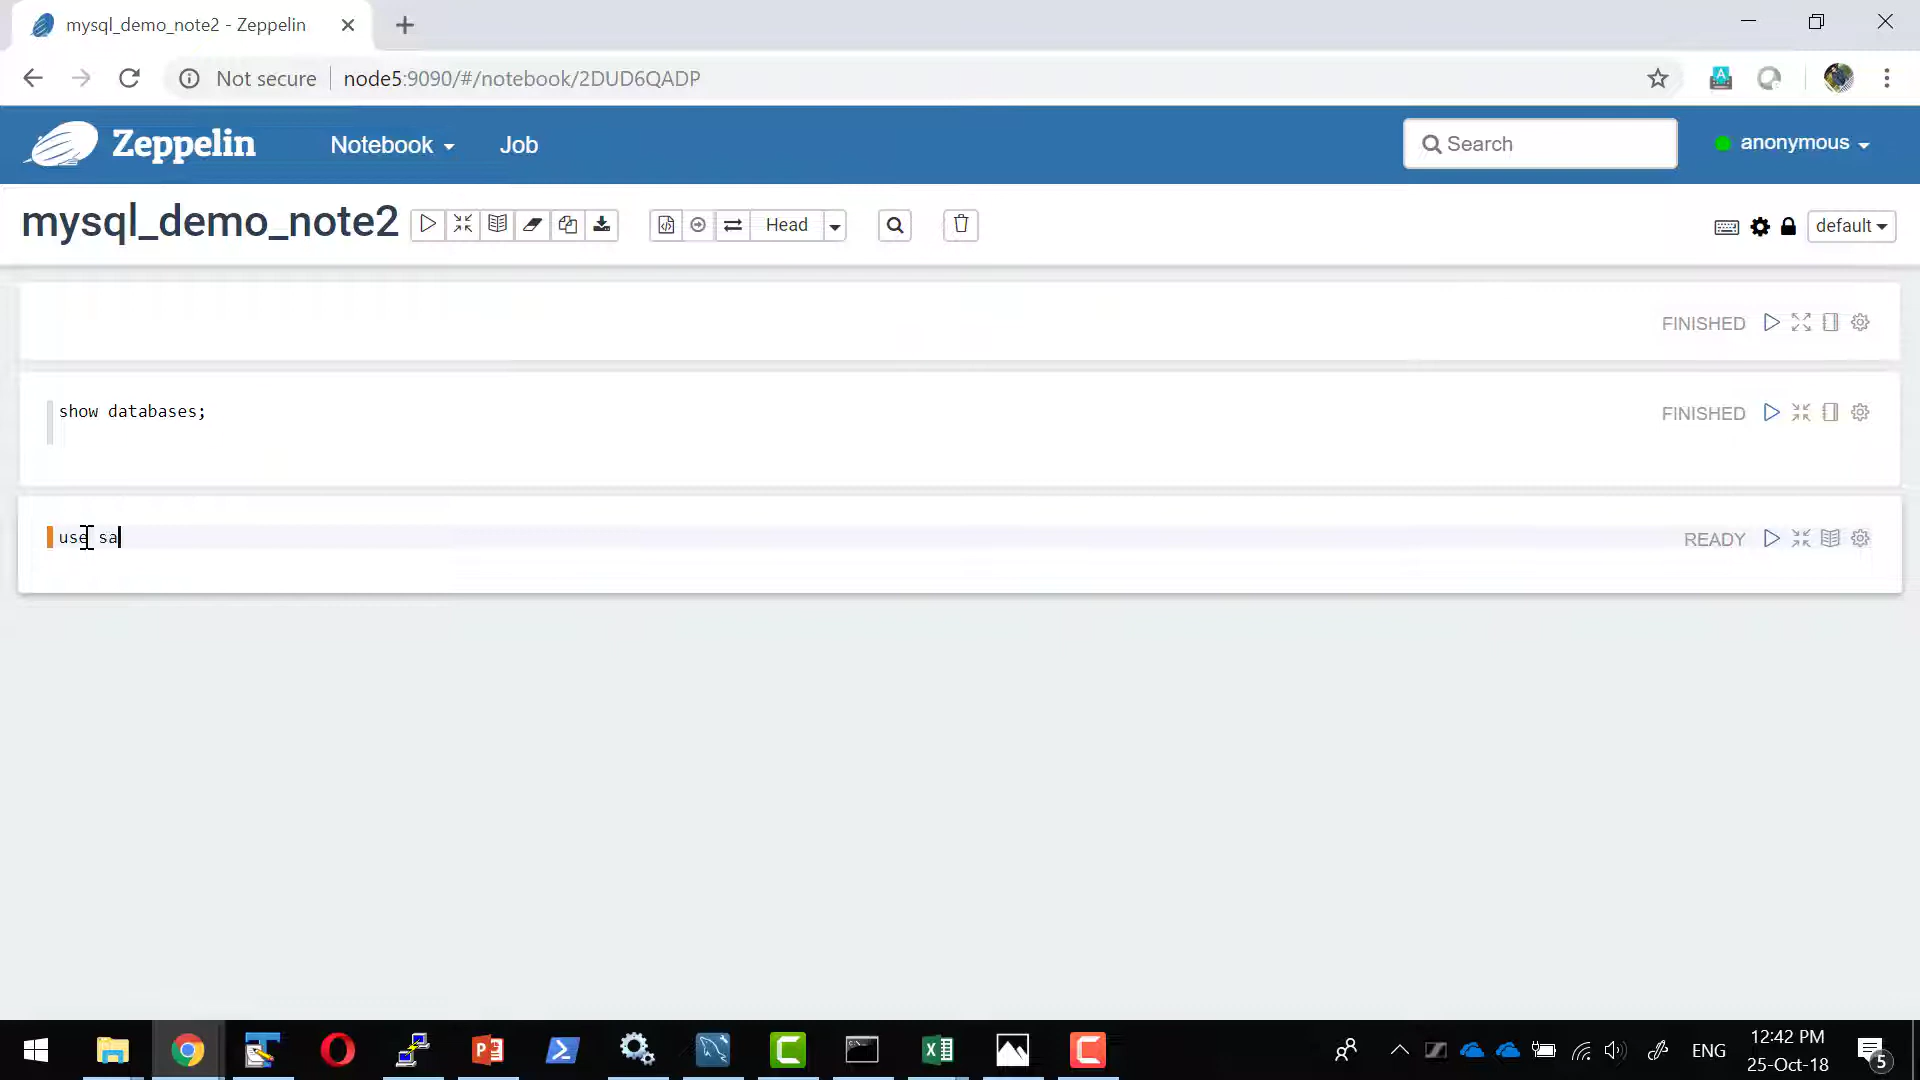 mysql_demo_note2 - Zeppelin
Not secure
node5:9090/#/notebook/2DUD6QADP
Zeppelin
Notebook
Job
Search
anonymous
mysql_demo_note2
Head
default
FINISHED
show databases;
FINISHED
use sa
READY
ENG
12:42 PM
25-Oct-18
5